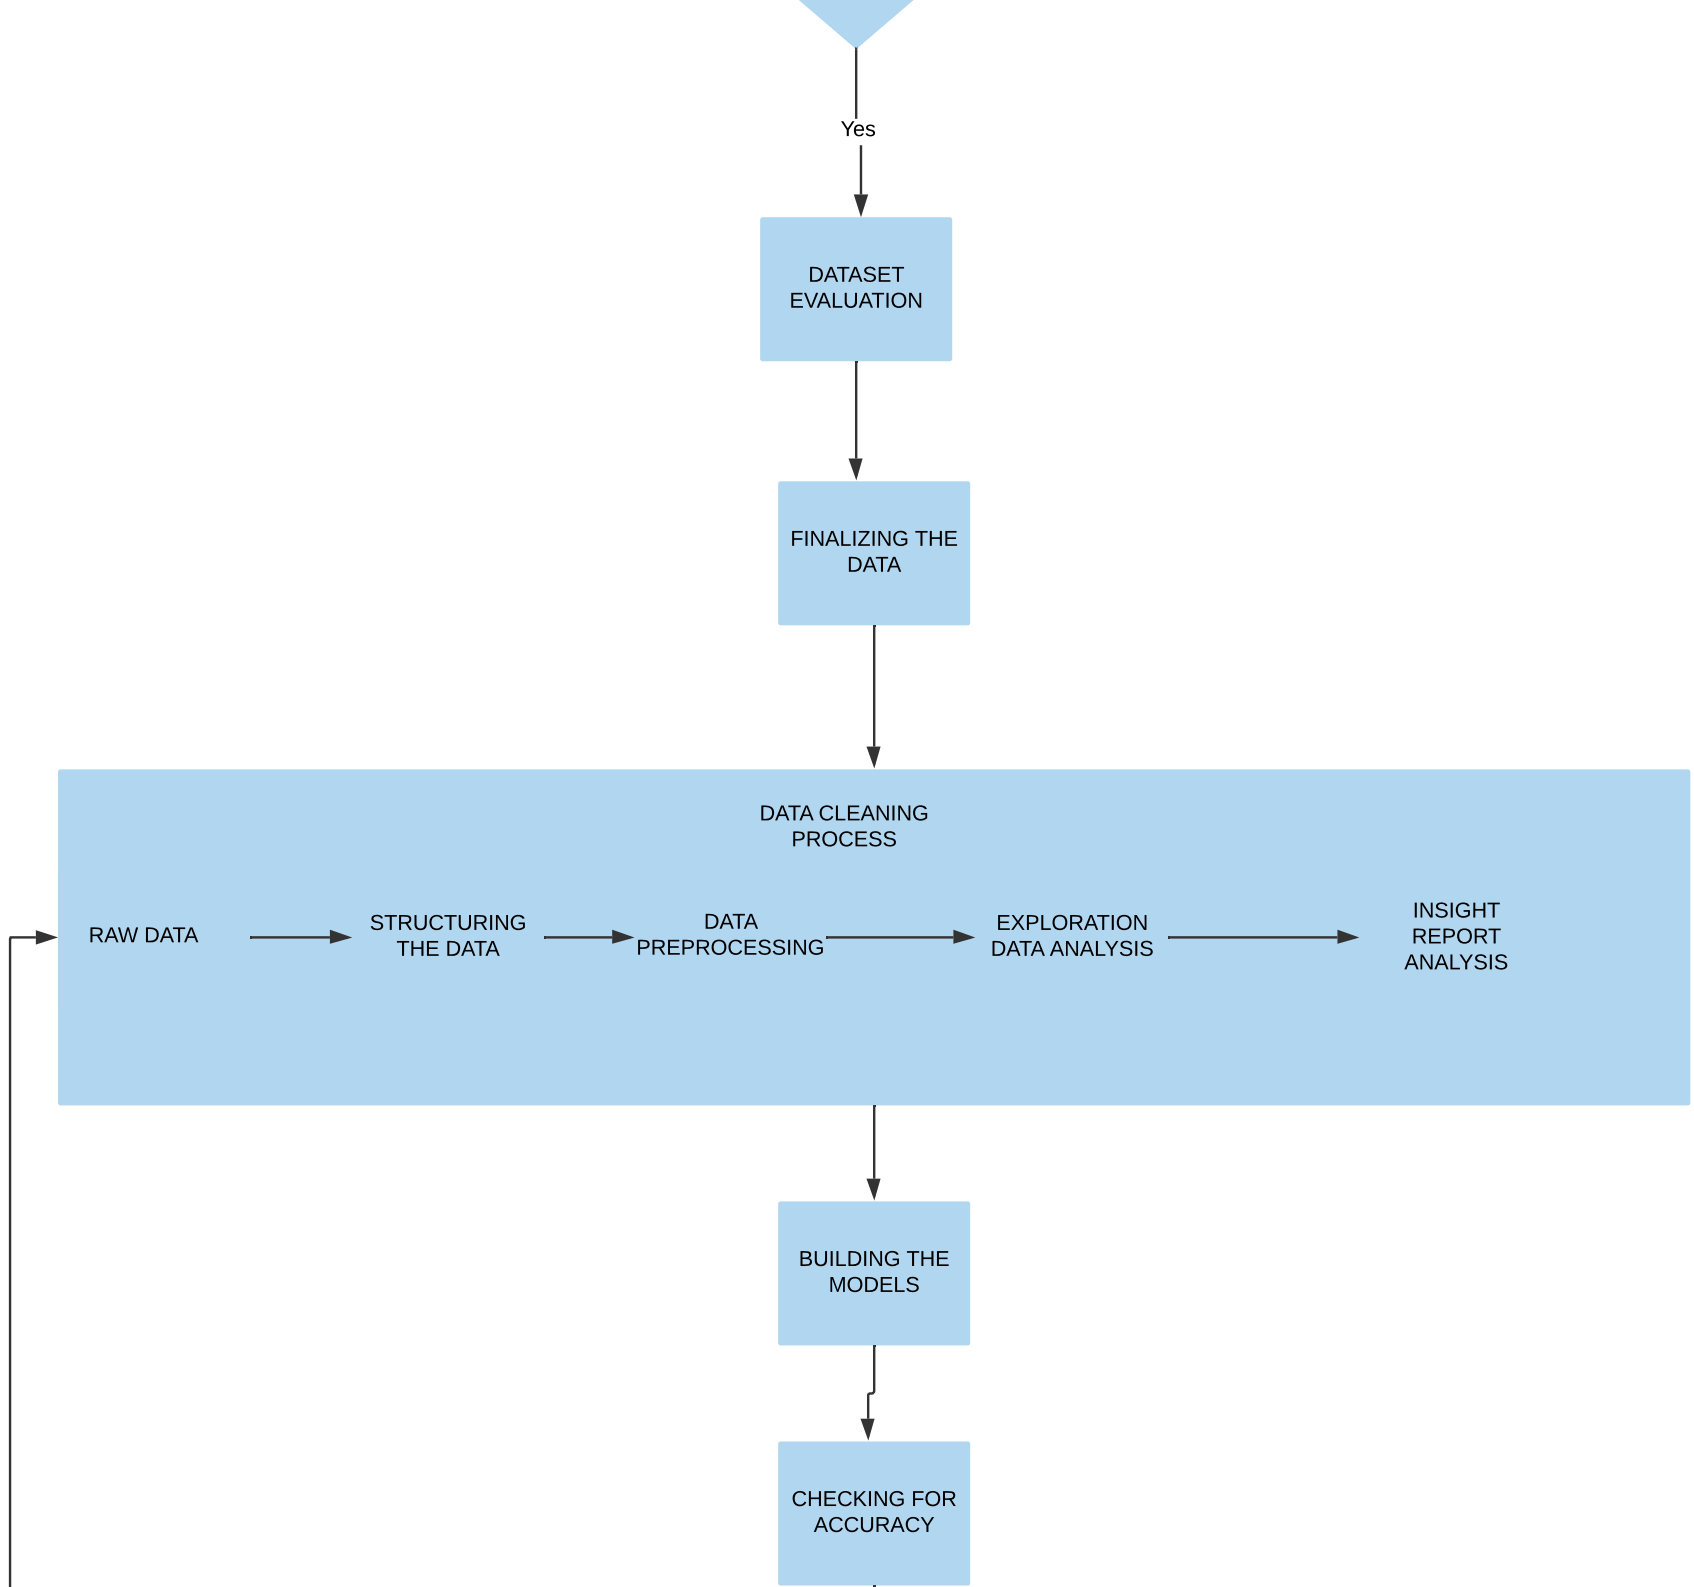 Yes
DATASET
EVALUATION
FINALIZING THE
DATA
DATA CLEANING
PROCESS
RAW DATA
STRUCTURING
THE DATA
DATA
PREPROCESSING
EXPLORATION
DATA ANALYSIS
INSIGHT
REPORT
ANALYSIS
BUILDING THE
MODELS
CHECKING FOR
ACCURACY